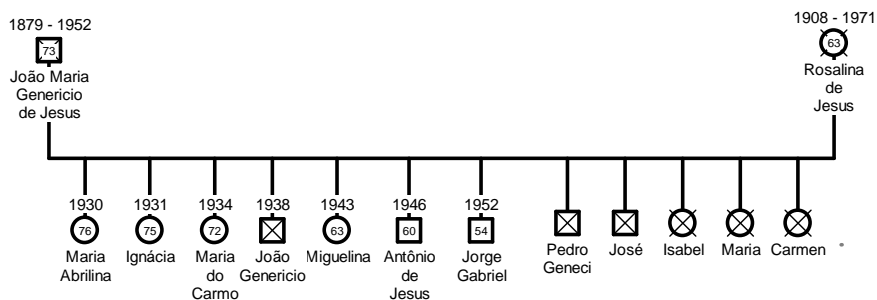 1879 - 1952
73
João Maria
Genericio
de Jesus
1908 - 1971
63
Rosalina
de
Jesus
1930
76
Maria
Abrilina
1931
75
Ignácia
1934
72
Maria
do
Carmo
1938
João
Genericio
1943
63
Miguelina
1946
60
Antônio
de
Jesus
1952
54
Jorge
Gabriel
Pedro
Geneci
José
Isabel
Maria
Carmen